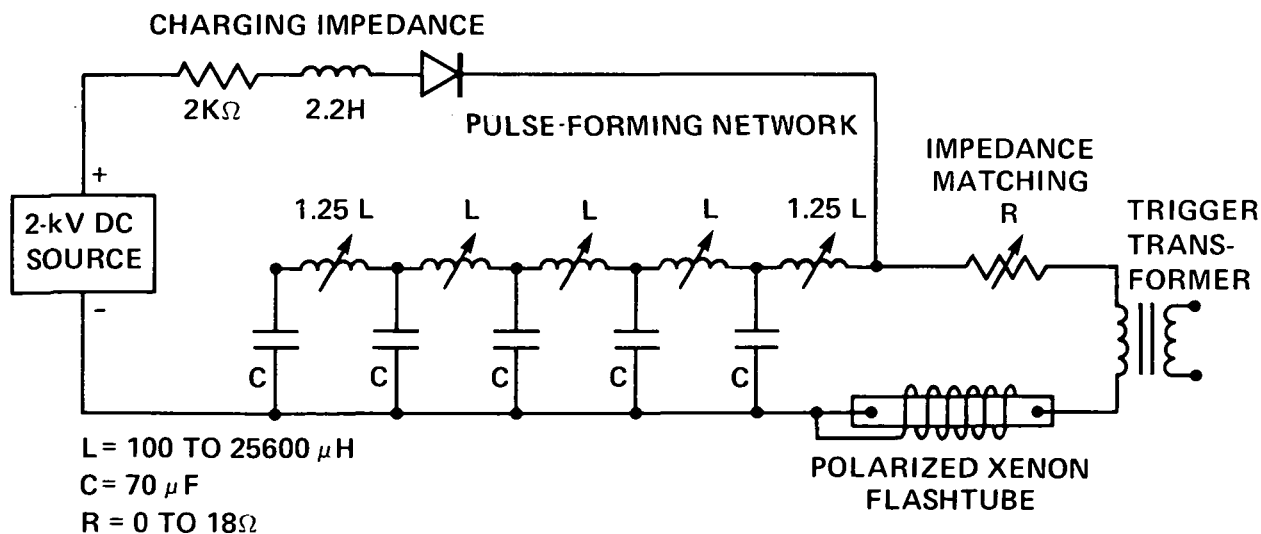 CHARGING IMPEDANCE
2KΩ
2.2H
PULSE-FORMING NETWORK
IMPEDANCE
MATCHING
R
TRIGGER
TRANS-
FORMER
+
2-kV DC
SOURCE
-
1.25 L
L
L
L
1.25 L
C
C
C
C
C
POLARIZED XENON
FLASHTUBE
L= 100 TO 25600 μH
C= 70 μF
R = 0 TO 18Ω